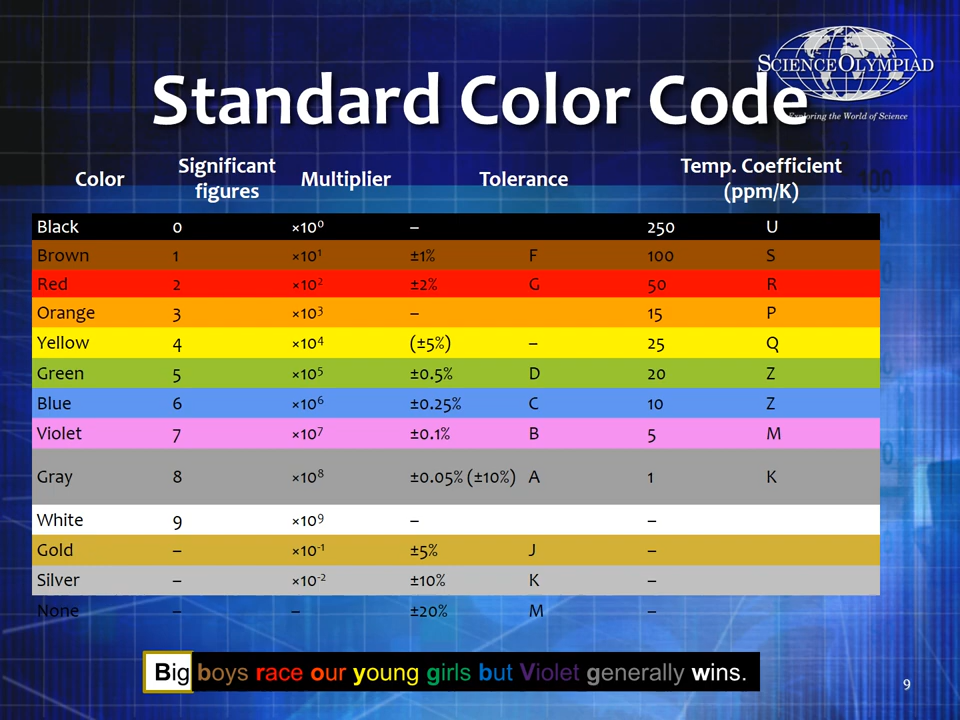 SCIENCEOLYMPIAD
Exploring the World of Science
Standard Color Code
Color Significant figures Multiplier Tolerance Temp. Coefficient (ppm/K)
Black 0 ×10⁰ – 250 U
Brown 1 ×10¹ ±1% F 100 S
Red 2 ×10² ±2% G 50 R
Orange 3 ×10³ – 15 P
Yellow 4 ×10⁴ (±5%) – 25 Q
Green 5 ×10⁵ ±0.5% D 20 Z
Blue 6 ×10⁶ ±0.25% C 10 Z
Violet 7 ×10⁷ ±0.1% B 5 M
Gray 8 ×10⁸ ±0.05% (±10%) A 1 K
White 9 ×10⁹ – –
Gold – ×10⁻¹ ±5% J –
Silver – ×10⁻² ±10% K –
None – – ±20% M –
Big boys race our young girls but Violet generally wins.
9